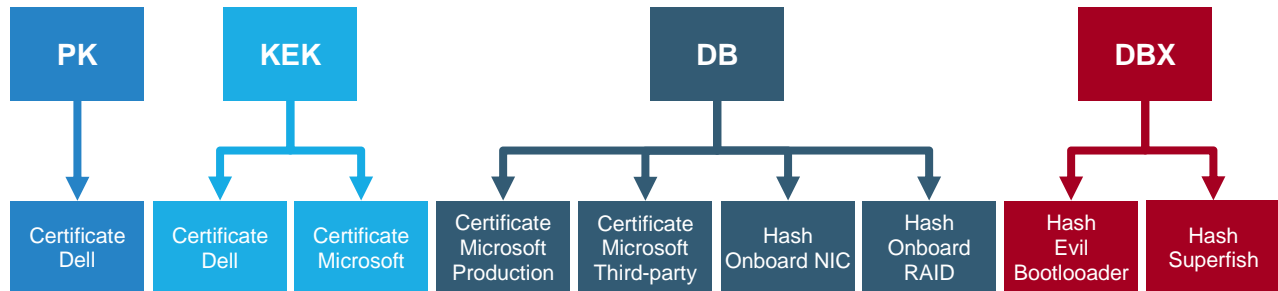 PK
KEK
DB
DBX
Certificate
Dell
Certificate
Dell
Certificate
Microsoft
Certificate
Microsoft
Production
Certificate
Microsoft
Third-party
Hash
Onboard NIC
Hash
Onboard
RAID
Hash
Evil
Bootlooader
Hash
Superfish